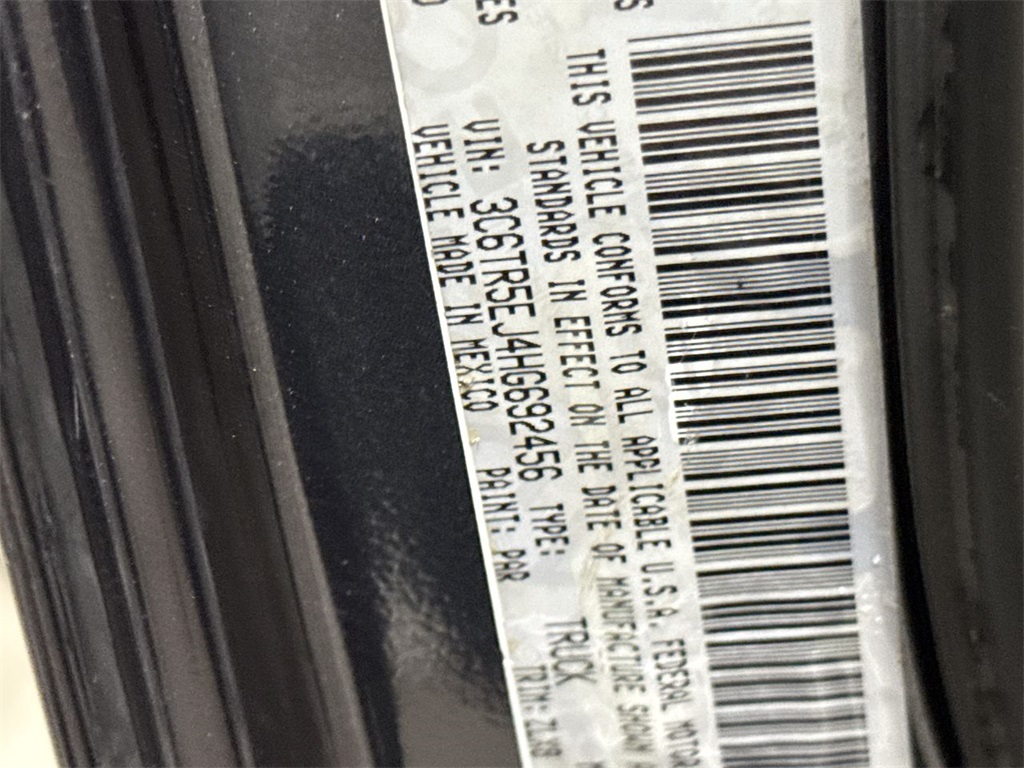 THIS VEHICLE CONFORMS TO ALL APPLICABLE U.S.A. FEDERAL MOTOR
STANDARDS IN EFFECT ON THE DATE OF MANUFACTURE SHOWN
VIN: 3C6TR5EJ4HG692456 TYPE: TRUCK
VEHICLE MADE IN MEXICO PAINT: PAR TRIM: